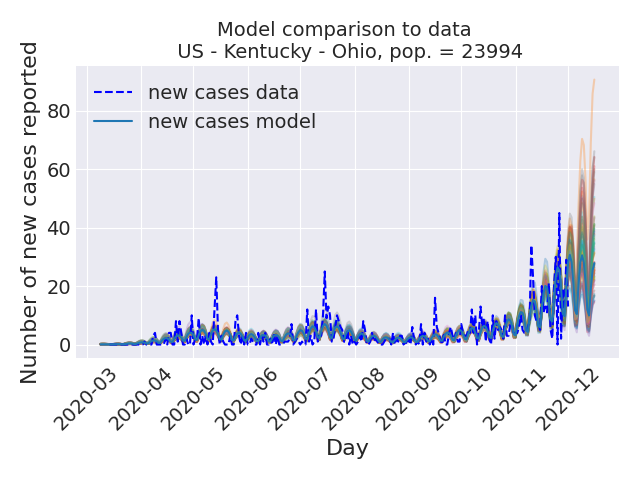 Model comparison to data
US - Kentucky - Ohio, pop. = 23994
new cases data
new cases model
Number of new cases reported
80
60
40
20
0
2020-03
2020-04
2020-05
2020-06
2020-07
2020-08
2020-09
2020-10
2020-11
2020-12
Day